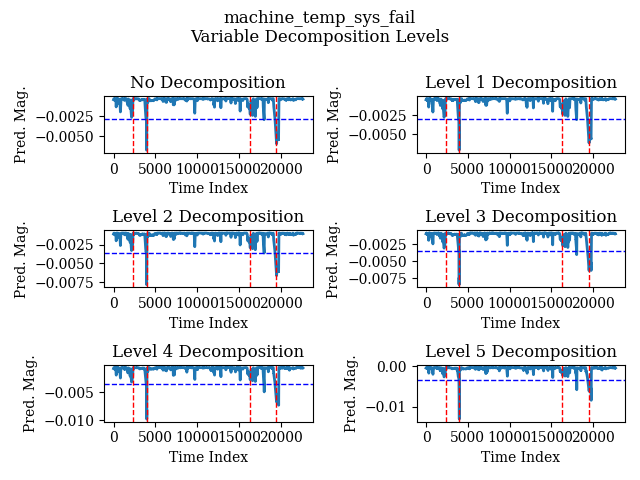 machine_temp_sys_fail
Variable Decomposition Levels
No Decomposition
Pred. Mag.
−0.0025
−0.0050
0 5000 10000 15000 20000
Time Index
Level 1 Decomposition
Pred. Mag.
−0.0025
−0.0050
0 5000 10000 15000 20000
Time Index
Level 2 Decomposition
Pred. Mag.
−0.0025
−0.0050
−0.0075
0 5000 10000 15000 20000
Time Index
Level 3 Decomposition
Pred. Mag.
−0.0025
−0.0050
−0.0075
0 5000 10000 15000 20000
Time Index
Level 4 Decomposition
Pred. Mag.
−0.005
−0.010
0 5000 10000 15000 20000
Time Index
Level 5 Decomposition
Pred. Mag.
0.00
−0.01
0 5000 10000 15000 20000
Time Index